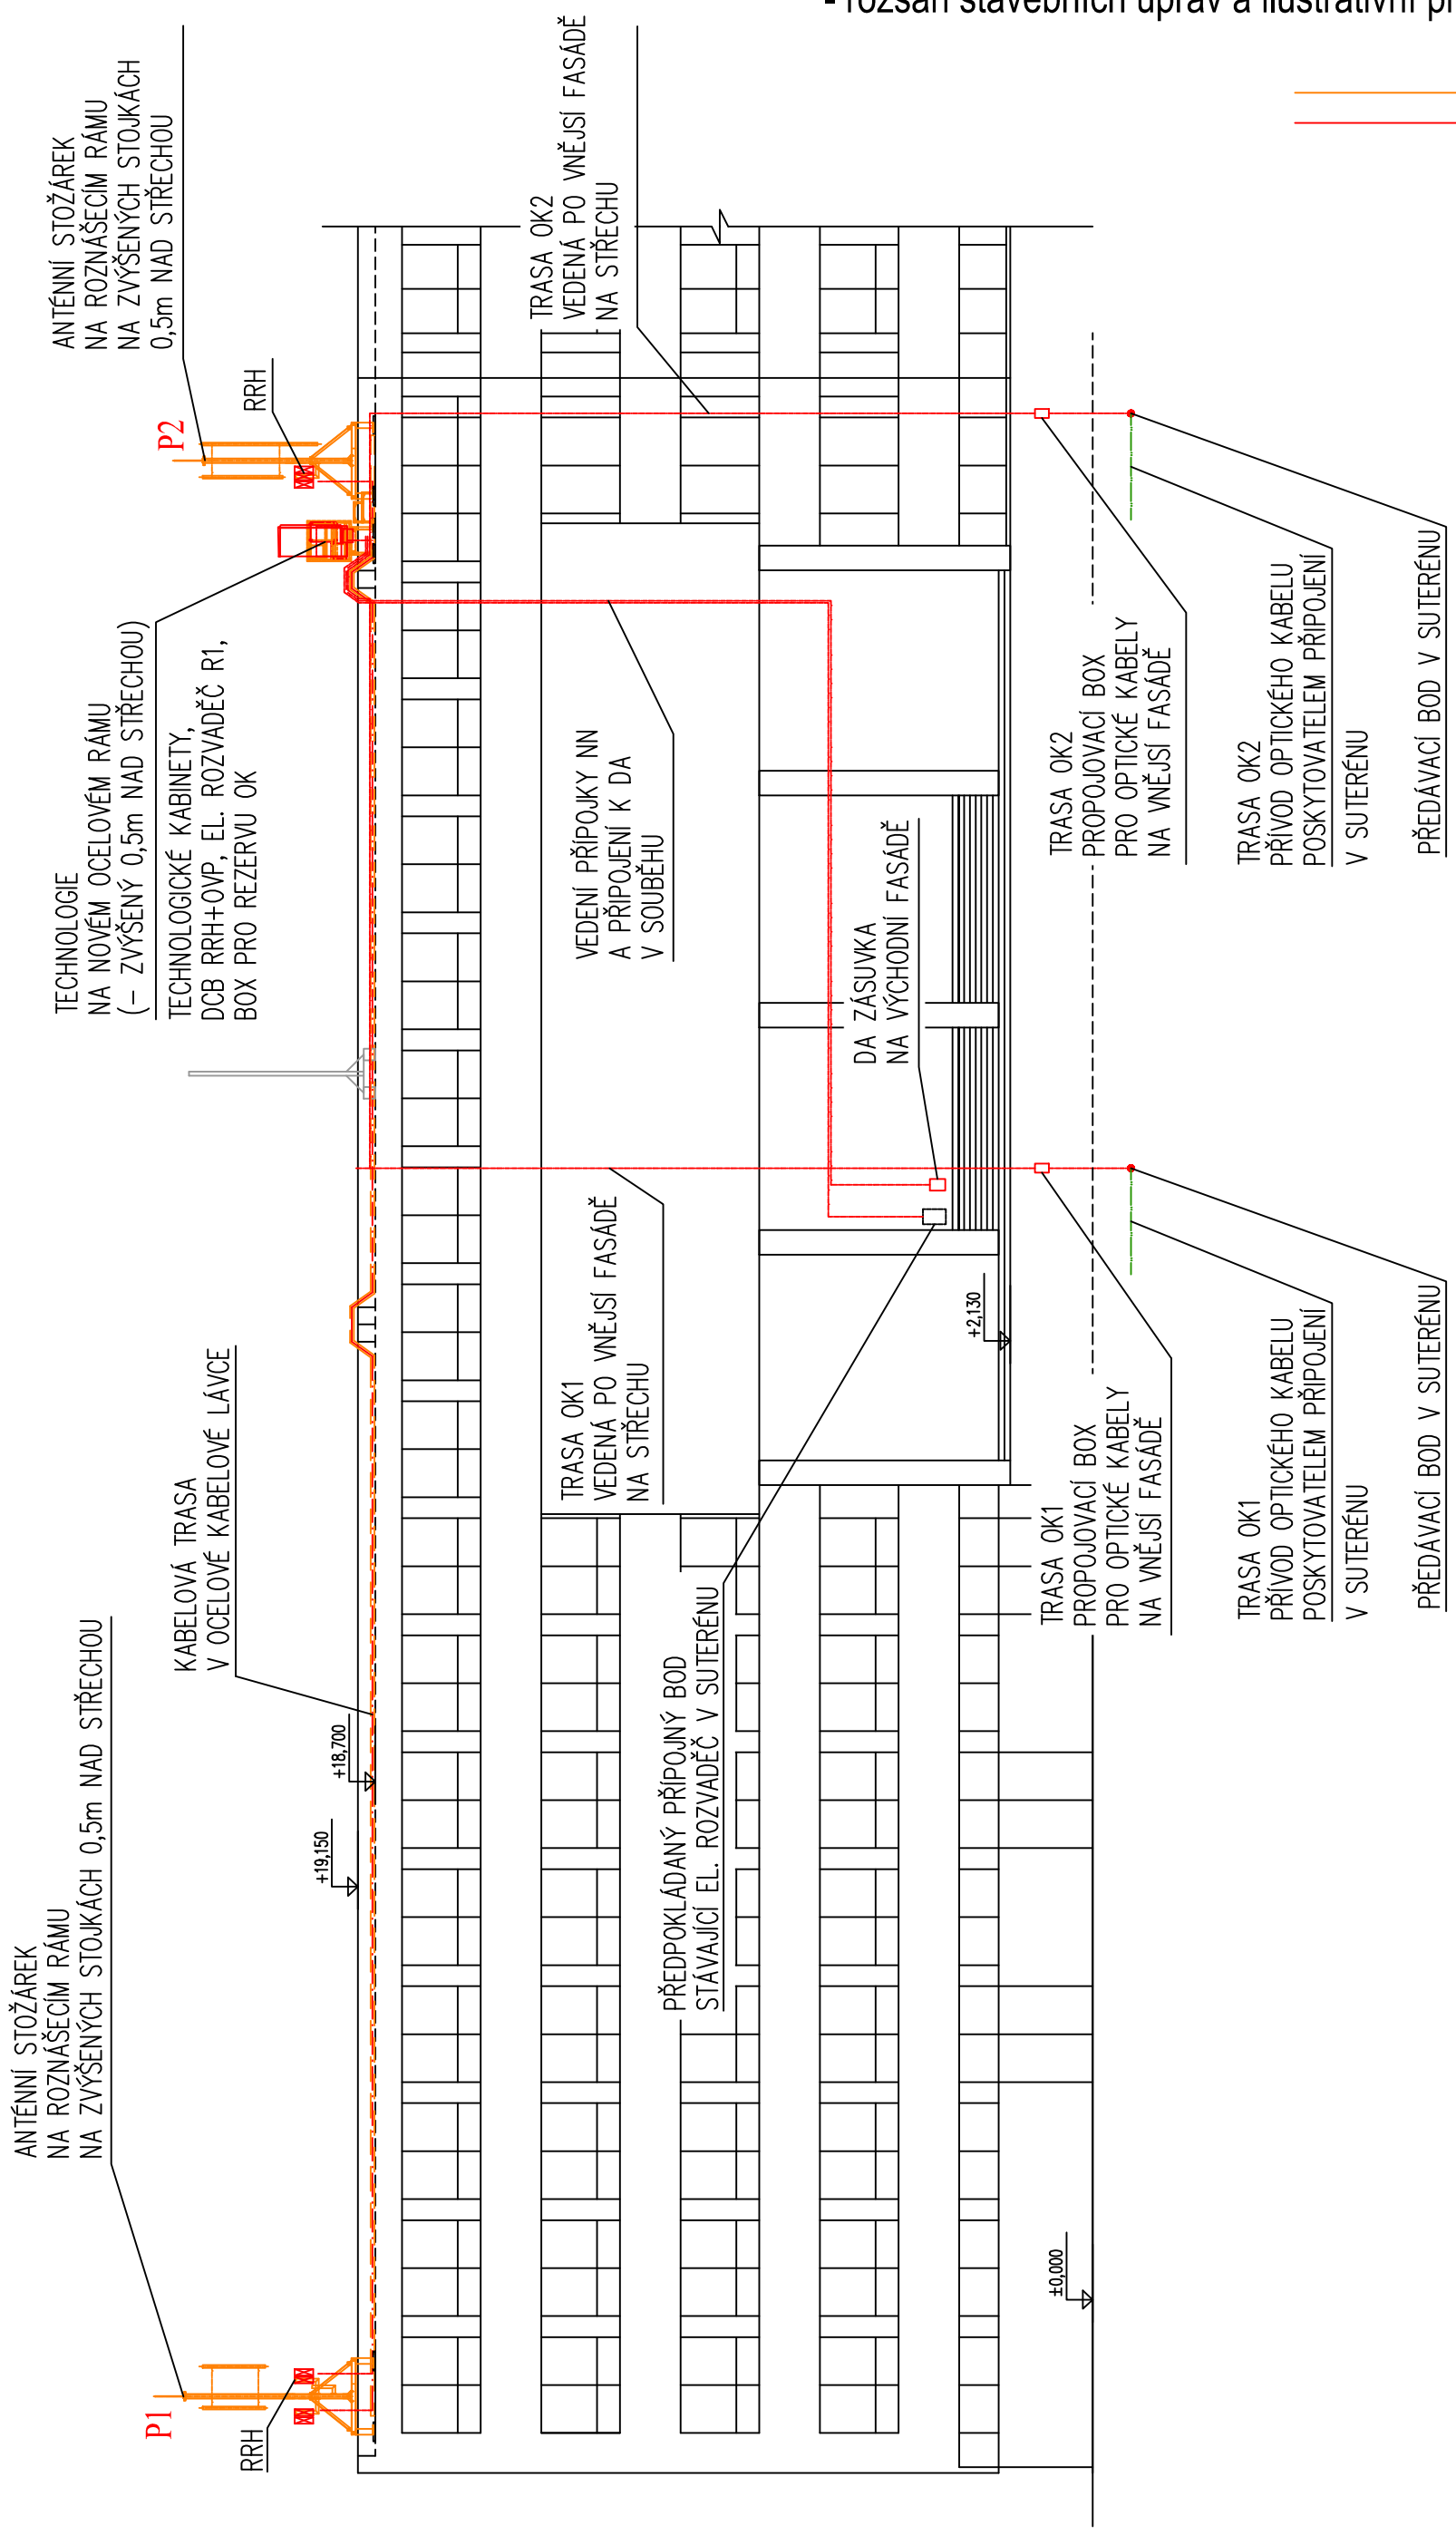 - rozsah stavebních úprav a ilustrativní
ANTÉNNÍ STOŽÁREK
NA ROZNÁŠECÍM RÁMU
NA ZVÝŠENÝCH STOJKÁCH 0,5m NAD STŘECHOU
P1
RRH
KABELOVÁ TRASA
V OCELOVÉ KABELOVÉ LÁVCE
+19,150
+18,700
TECHNOLOGIE
NA NOVÉM OCELOVÉM RÁMU
(- ZVÝŠENÝ 0,5m NAD STŘECHOU)
TECHNOLOGICKÉ KABINETY,
DCB RRH+OVP, EL. ROZVADĚČ R1,
BOX PRO REZERVU OK
ANTÉNNÍ STOŽÁREK
NA ROZNÁŠECÍM RÁMU
NA ZVÝŠENÝCH STOJKÁCH
0,5m NAD STŘECHOU
P2
RRH
TRASA OK2
VEDENÁ PO VNĚJSÍ FASÁDĚ
NA STŘECHU
TRASA OK1
VEDENÁ PO VNĚJSÍ FASÁDĚ
NA STŘECHU
VEDENÍ PŘÍPOJKY NN
A PŘIPOJENÍ K DA
V SOUBĚHU
PŘEDPOKLÁDANÝ PŘÍPOJNÝ BOD
STÁVAJÍCÍ EL. ROZVADĚČ V SUTERÉNU
DA ZÁSUVKA
NA VÝCHODNÍ FASÁDĚ
+2,130
±0,000
TRASA OK1
PROPOJOVACÍ BOX
PRO OPTICKÉ KABELY
NA VNĚJSÍ FASÁDĚ
TRASA OK2
PROPOJOVACÍ BOX
PRO OPTICKÉ KABELY
NA VNĚJSÍ FASÁDĚ
TRASA OK1
PŘÍVOD OPTICKÉHO KABELU
POSKYTOVATELEM PŘIPOJENÍ
V SUTERÉNU
TRASA OK2
PŘÍVOD OPTICKÉHO KABELU
POSKYTOVATELEM PŘIPOJENÍ
V SUTERÉNU
PŘEDÁVACÍ BOD V SUTERÉNU
PŘEDÁVACÍ BOD V SUTERÉNU